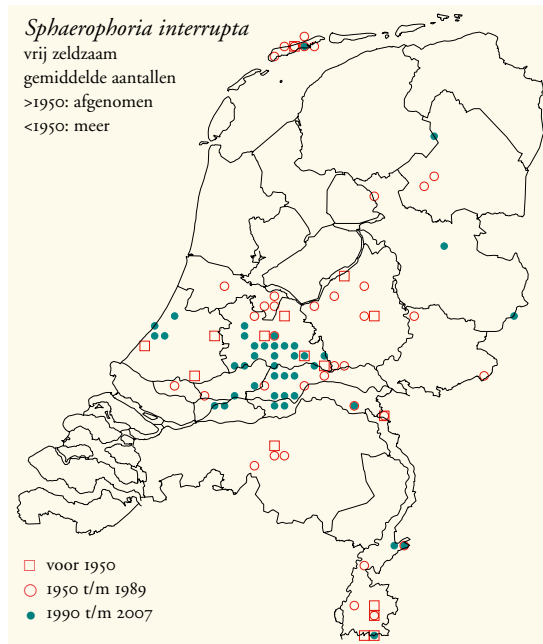 Sphaerophoria interrupta
vrij zeldzaam
gemiddelde aantallen
>1950: afgenomen
<1950: meer
voor 1950
1950 t/m 1989
1990 t/m 2007